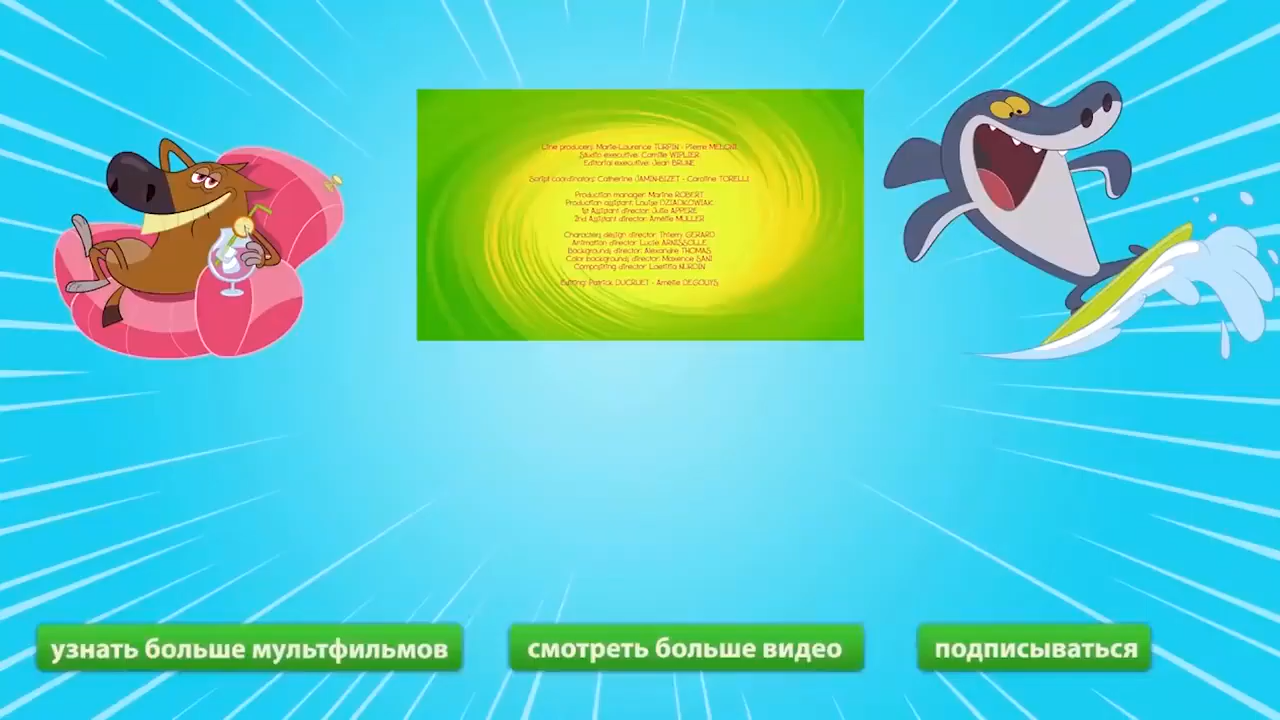 Line producers: Marie-Laurence TURPIN - Pierre MELONI
Studio executive: Camille WIPLIER
Editorial executive: Jean BRUNE
Script coordinators: Catherine JAMIN-BIZET - Caroline TORELLI
Production manager: Marine ROBERT
Production assistant: Louise DZIADKOWIAK
1st Assistant director: Julie APPERE
2nd Assistant director: Amélie MULLER
Characters design director: Thierry GERARD
Animation director: Lucile ARNISSOLLE
Background director: Alexandre THOMAS
Color background director: Maxence SANI
Compositing director: Laetitia NURDIN
Editing: Patrick DUCRUET - Amélie DEGOUYS
узнать больше мультфильмов
смотреть больше видео
подписываться